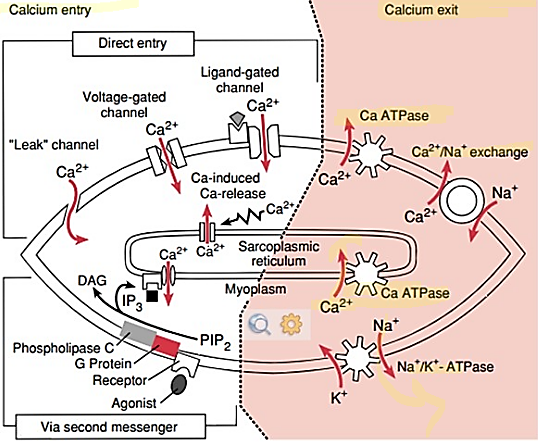 Calcium entry
Calcium exit
Direct entry
Ligand-gated
channel
Ca²⁺
Voltage-gated
channel
Ca²⁺
"Leak" channel
Ca²⁺
Ca ATPase
Ca²⁺
Ca²⁺/Na⁺ exchange
Ca²⁺
Na⁺
Ca-induced
Ca-release
Ca²⁺
Ca²⁺
Ca²⁺
Sarcoplasmic
reticulum
Myoplasm
Ca²⁺
Ca ATPase
DAG
IP₃
PIP₂
Phospholipase C
G Protein
Receptor
Agonist
Na⁺
Na⁺/K⁺- ATPase
K⁺
Via second messenger